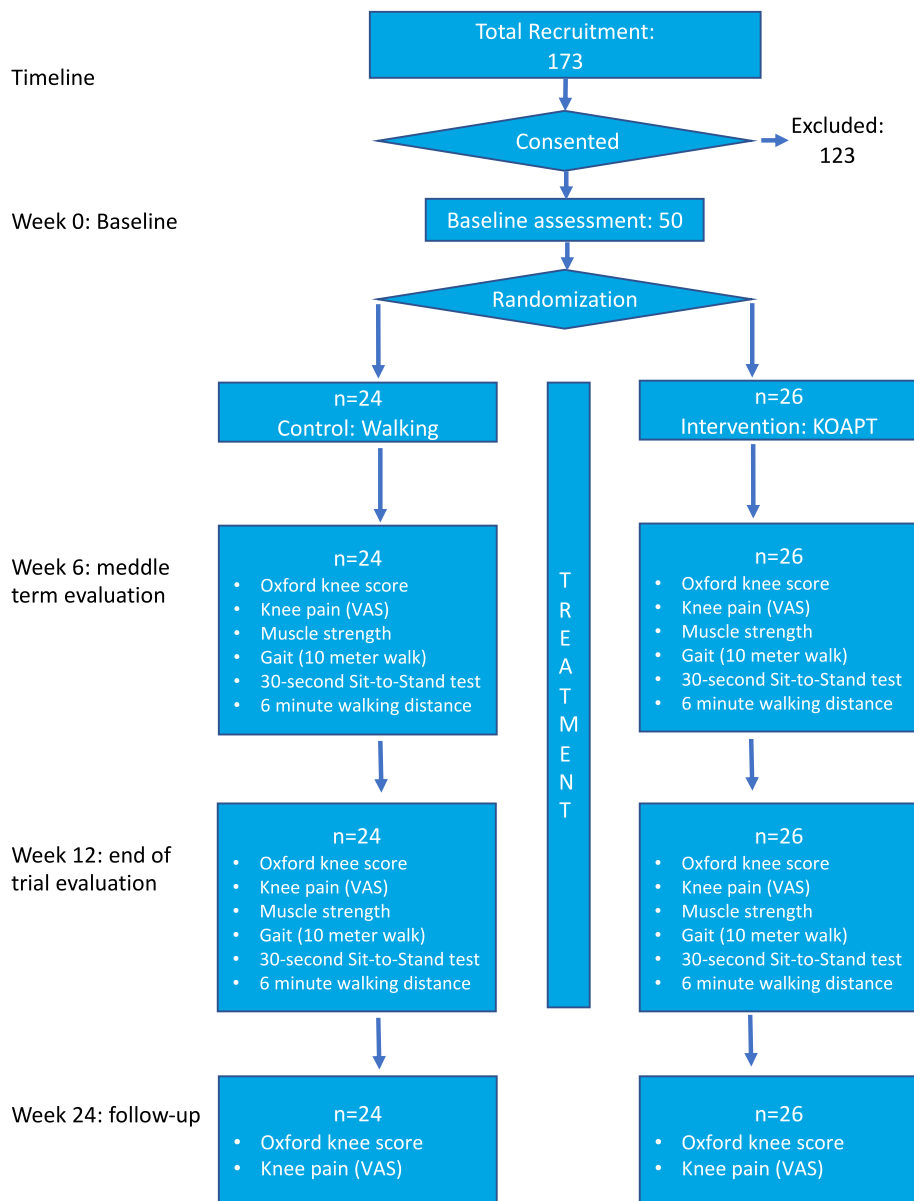 Total Recruitment:
173
Timeline
Consented
Excluded:
123
Week 0: Baseline
Baseline assessment: 50
Randomization
n=24
Control: Walking
n=26
Intervention: KOAPT
TREATMENT
Week 6: meddle
term evaluation
n=24
• Oxford knee score
• Knee pain (VAS)
• Muscle strength
• Gait (10 meter walk)
• 30-second Sit-to-Stand test
• 6 minute walking distance
n=26
• Oxford knee score
• Knee pain (VAS)
• Muscle strength
• Gait (10 meter walk)
• 30-second Sit-to-Stand test
• 6 minute walking distance
Week 12: end of
trial evaluation
n=24
• Oxford knee score
• Knee pain (VAS)
• Muscle strength
• Gait (10 meter walk)
• 30-second Sit-to-Stand test
• 6 minute walking distance
n=26
• Oxford knee score
• Knee pain (VAS)
• Muscle strength
• Gait (10 meter walk)
• 30-second Sit-to-Stand test
• 6 minute walking distance
Week 24: follow-up
n=24
• Oxford knee score
• Knee pain (VAS)
n=26
• Oxford knee score
• Knee pain (VAS)